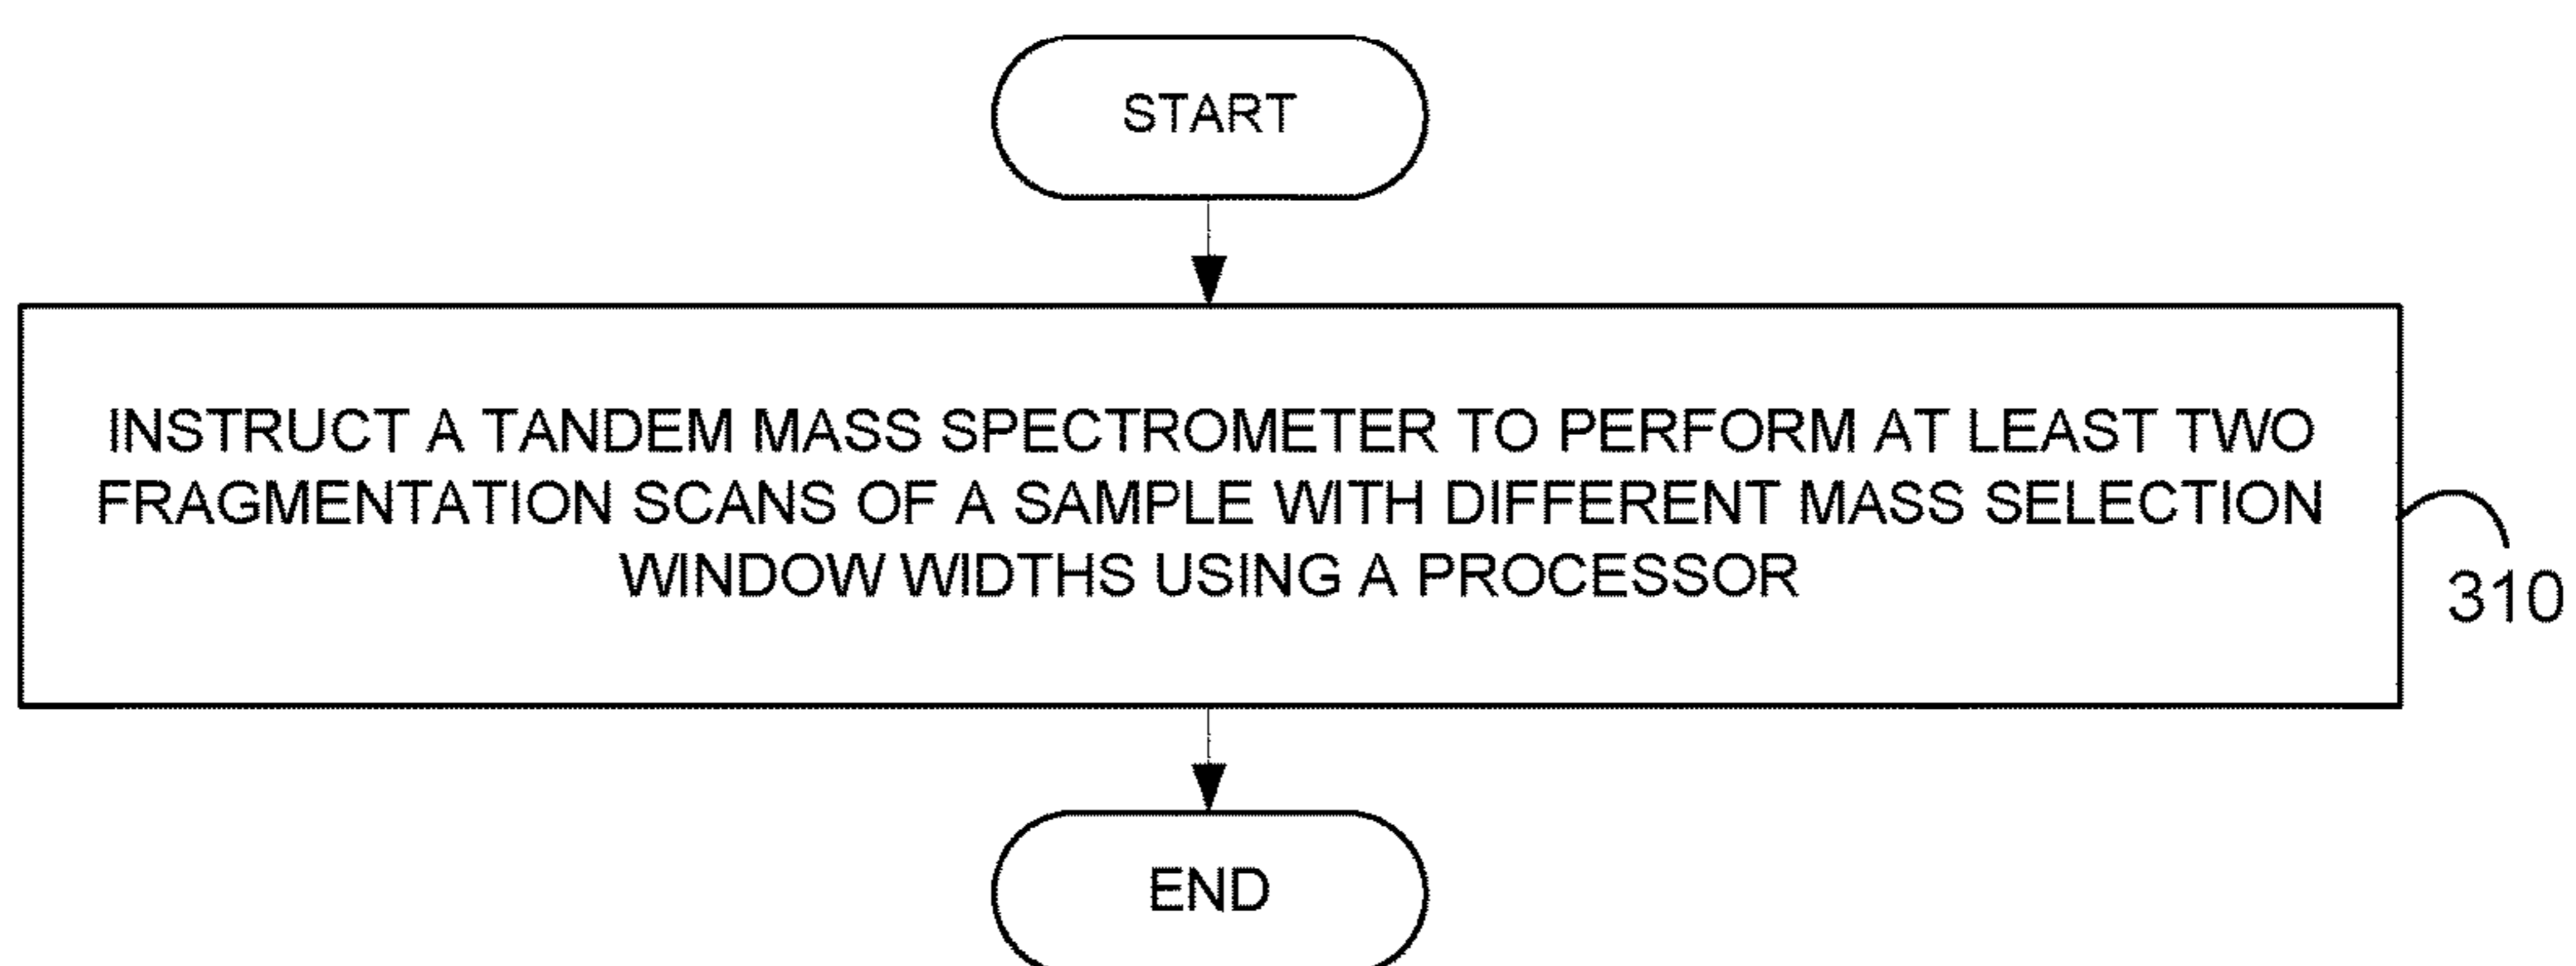 START
INSTRUCT A TANDEM MASS SPECTROMETER TO PERFORM AT LEAST TWO
FRAGMENTATION SCANS OF A SAMPLE WITH DIFFERENT MASS SELECTION
WINDOW WIDTHS USING A PROCESSOR
310
END